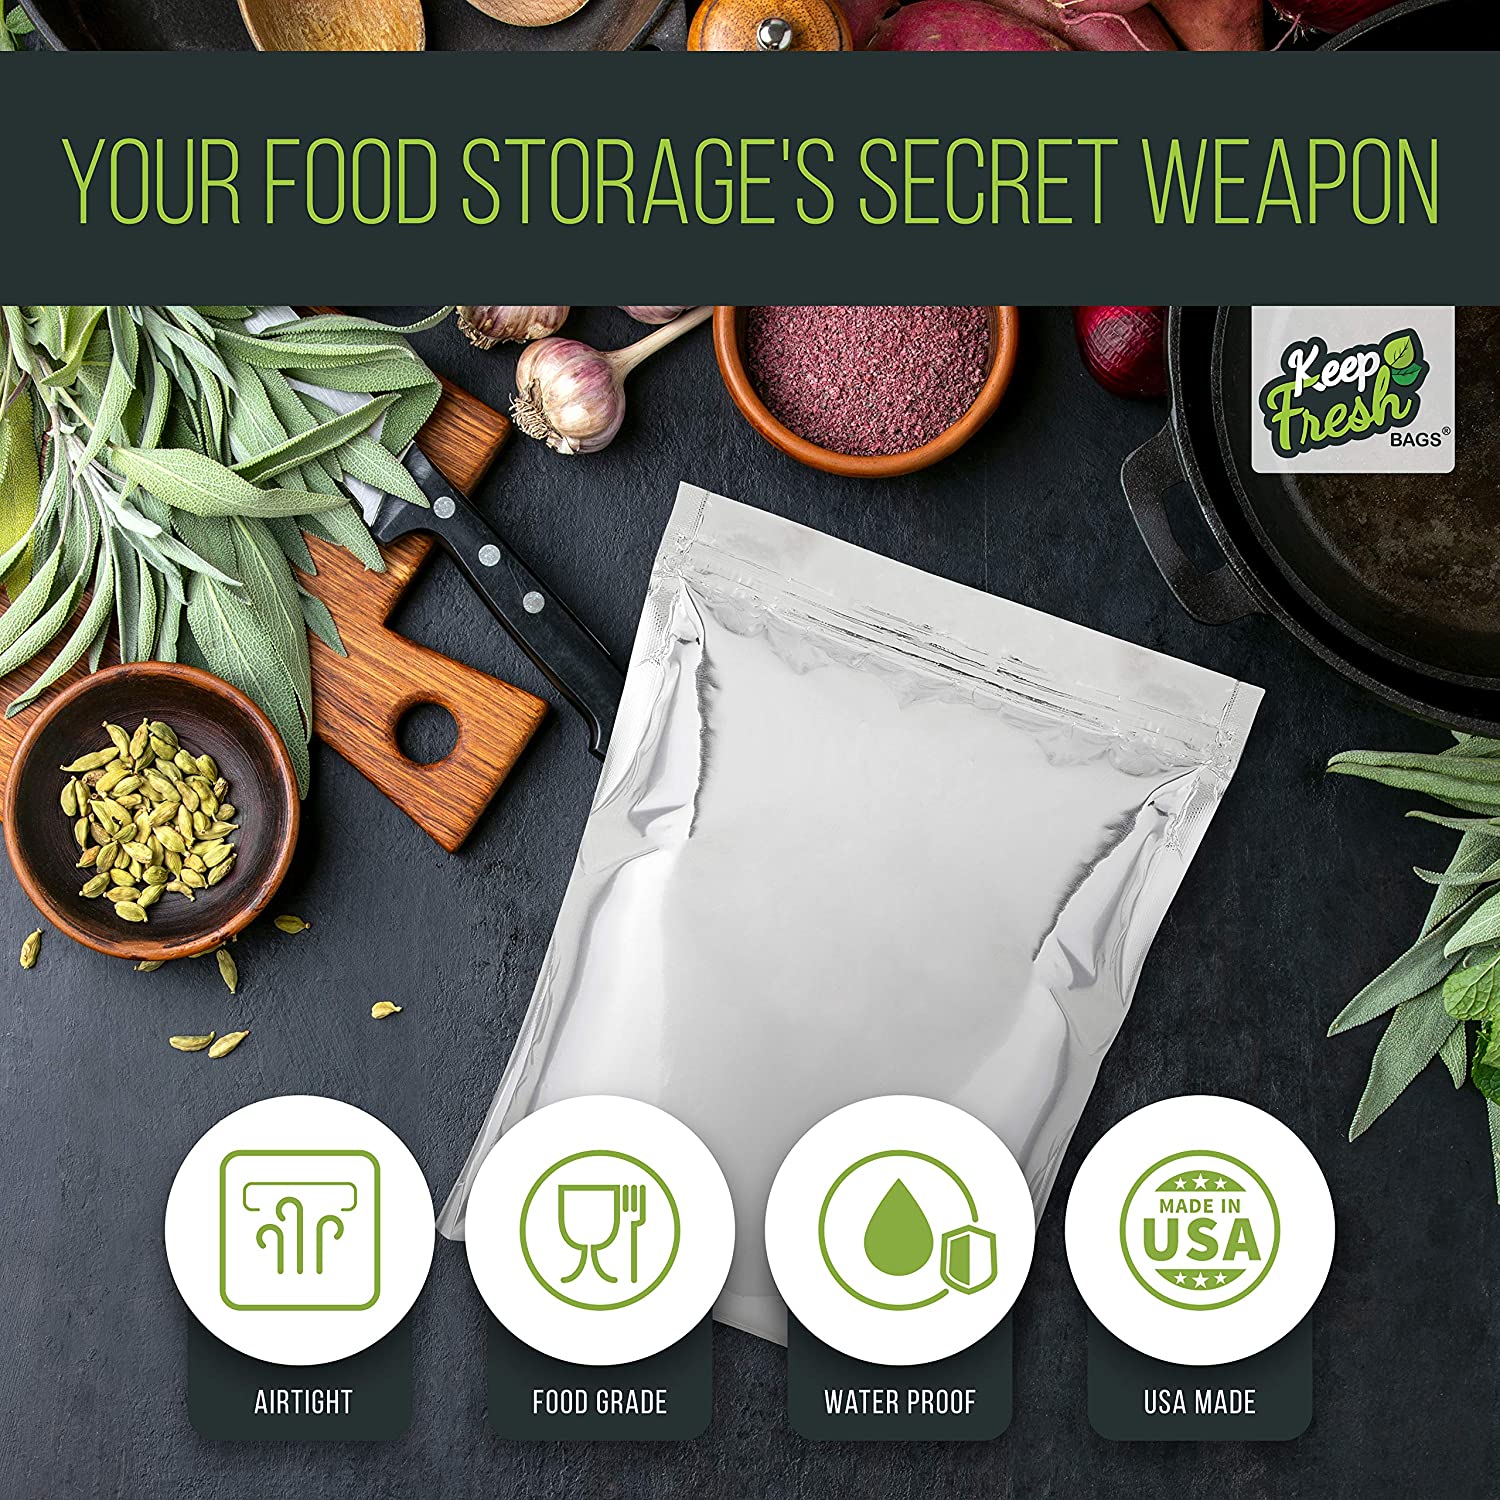 YOUR FOOD STORAGE'S SECRET WEAPON
Keep
Fresh
BAGS®
MADE IN
USA
AIRTIGHT
FOOD GRADE
WATER PROOF
USA MADE